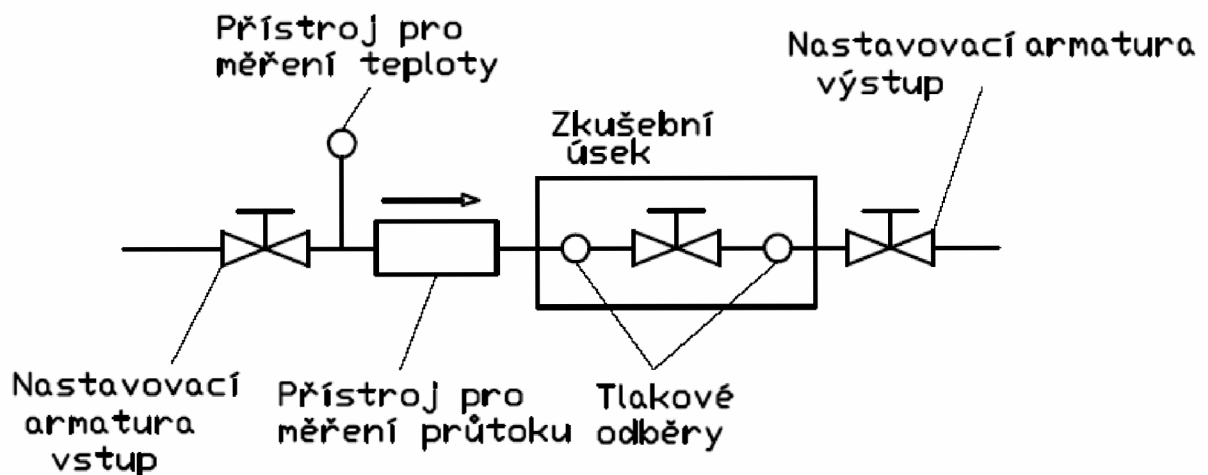 Přístroj pro
měření teploty
Nastavovací armatura
výstup
Zkušební
úsek
Nastavovací
armatura
vstup
Přístroj pro
měření průtoku
Tlakové
odběry